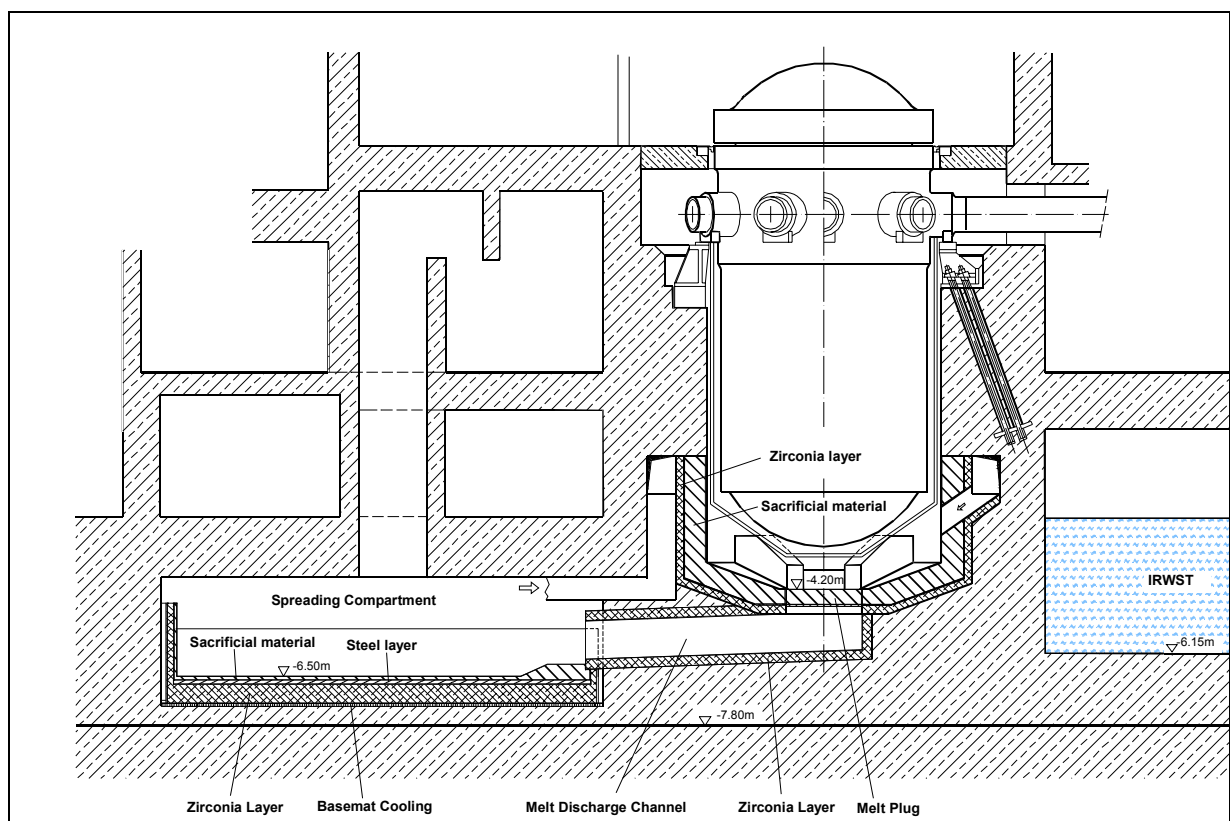 Zirconia layer
Sacrificial material
-4.20m
IRWST
Spreading Compartment
Sacrificial material
Steel layer
-6.50m
-6.15m
-7.80m
Zirconia Layer
Basemat Cooling
Melt Discharge Channel
Zirconia Layer
Melt Plug